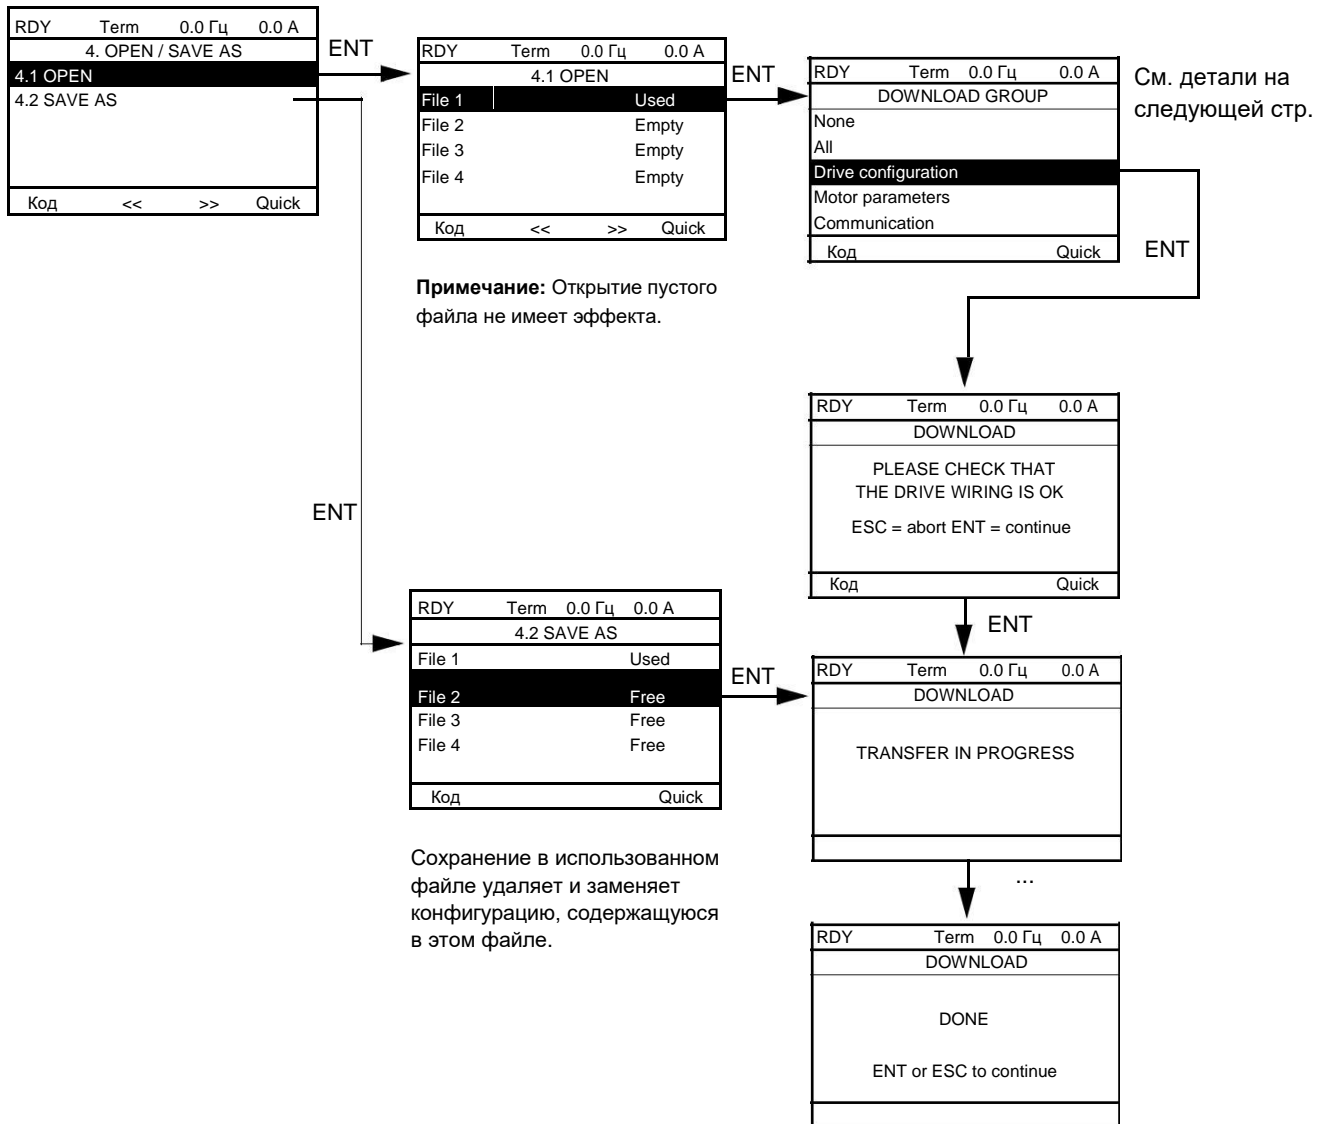 RDY Term 0.0 Гц 0.0 A
4. OPEN / SAVE AS
4.1 OPEN
4.2 SAVE AS
Код << >> Quick
ENT
RDY Term 0.0 Гц 0.0 A
4.1 OPEN
File 1 Used
File 2 Empty
File 3 Empty
File 4 Empty
Код << >> Quick
Примечание: Открытие пустого
файла не имеет эффекта.
ENT
RDY Term 0.0 Гц 0.0 A
DOWNLOAD GROUP
None
All
Drive configuration
Motor parameters
Communication
Код Quick
См. детали на
следующей стр.
ENT
RDY Term 0.0 Гц 0.0 A
DOWNLOAD
PLEASE CHECK THAT
THE DRIVE WIRING IS OK
ESC = abort ENT = continue
Код Quick
ENT
ENT
RDY Term 0.0 Гц 0.0 A
4.2 SAVE AS
File 1 Used
File 2 Free
File 3 Free
File 4 Free
Код Quick
Сохранение в использованном
файле удаляет и заменяет
конфигурацию, содержащуюся
в этом файле.
ENT
RDY Term 0.0 Гц 0.0 A
DOWNLOAD
TRANSFER IN PROGRESS
...
RDY Term 0.0 Гц 0.0 A
DOWNLOAD
DONE
ENT or ESC to continue